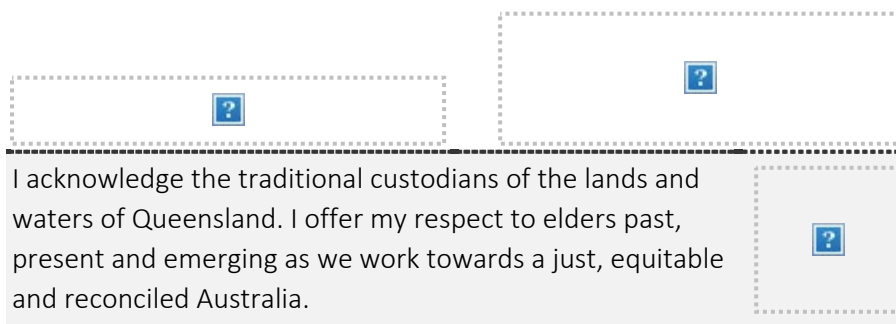 I acknowledge the traditional custodians of the lands and
waters of Queensland. I offer my respect to elders past,
present and emerging as we work towards a just, equitable
and reconciled Australia.